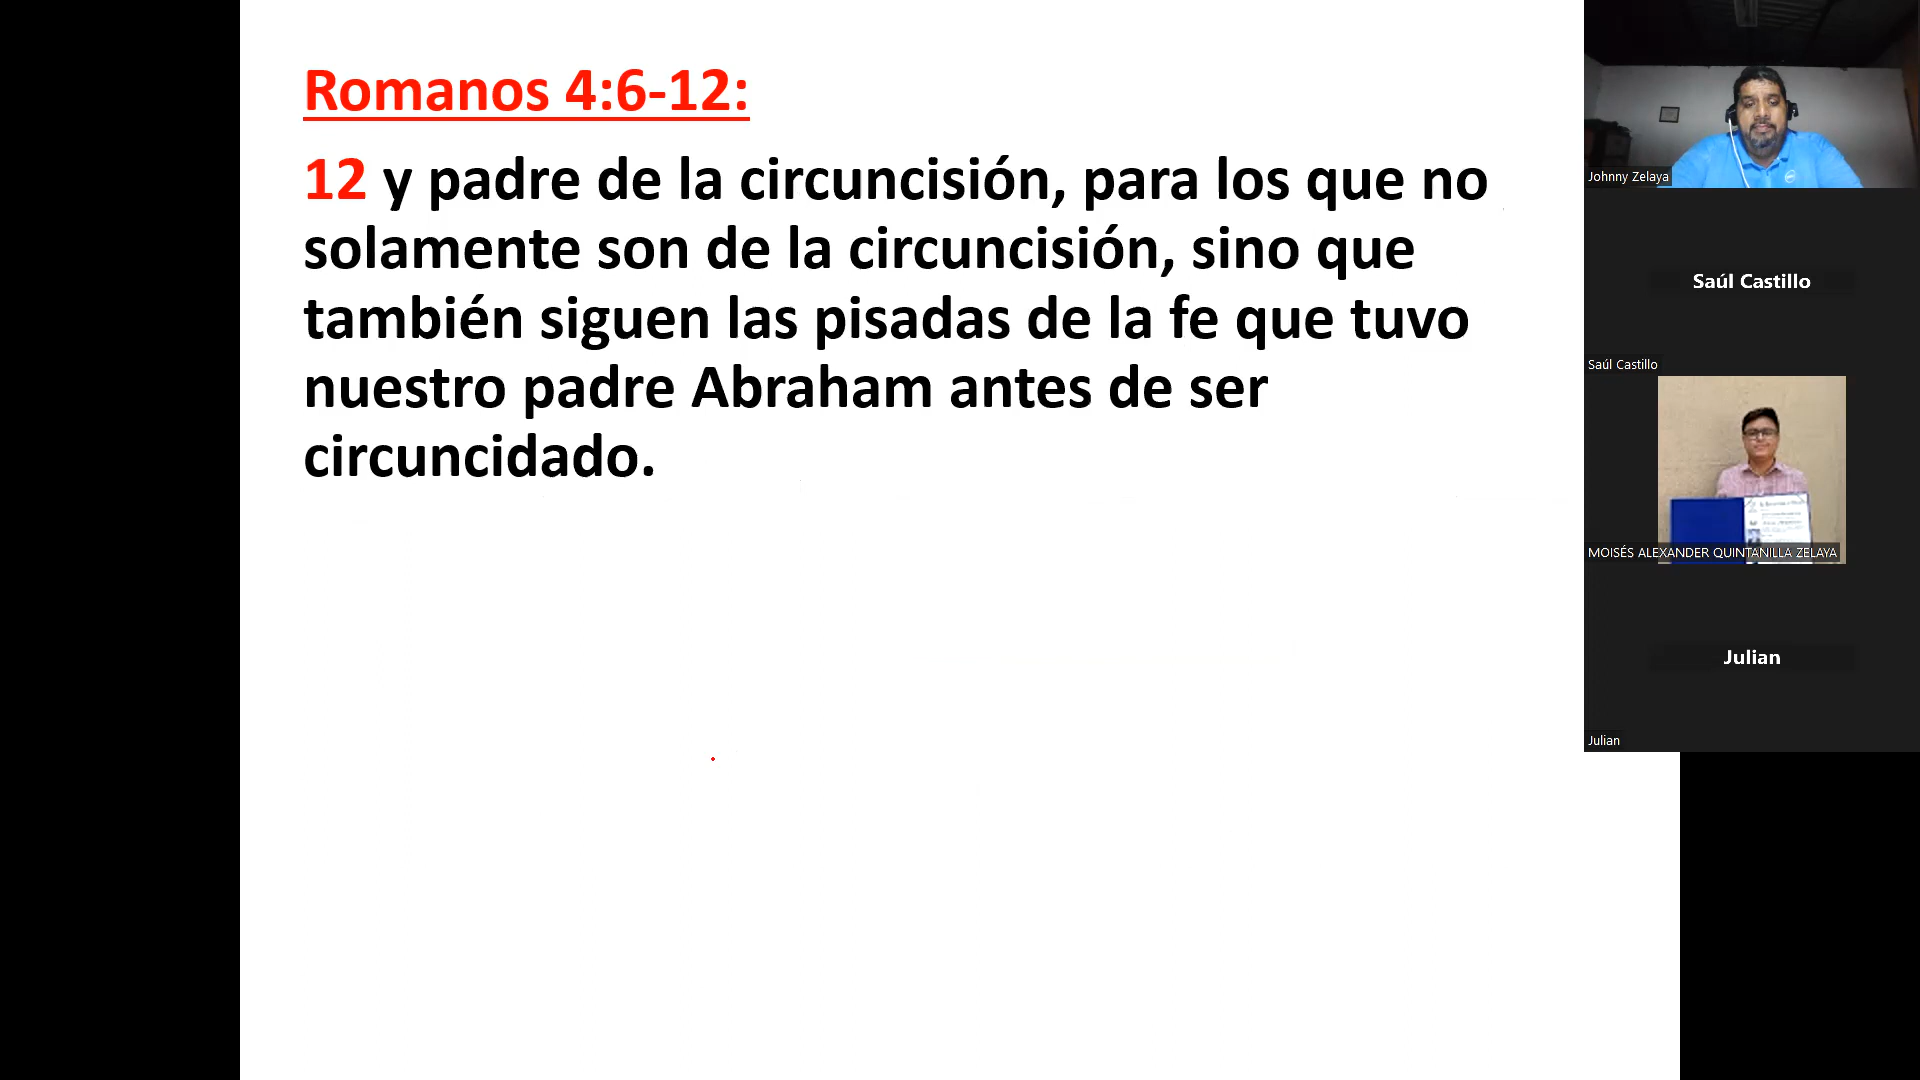 Romanos 4:6-12:
12 y padre de la circuncisión, para los que no
solamente son de la circuncisión, sino que
también siguen las pisadas de la fe que tuvo
nuestro padre Abraham antes de ser
circuncidado.
Johnny Zelaya
Saúl Castillo
Saúl Castillo
MOISÉS ALEXANDER QUINTANILLA ZELAYA
Julian
Julian